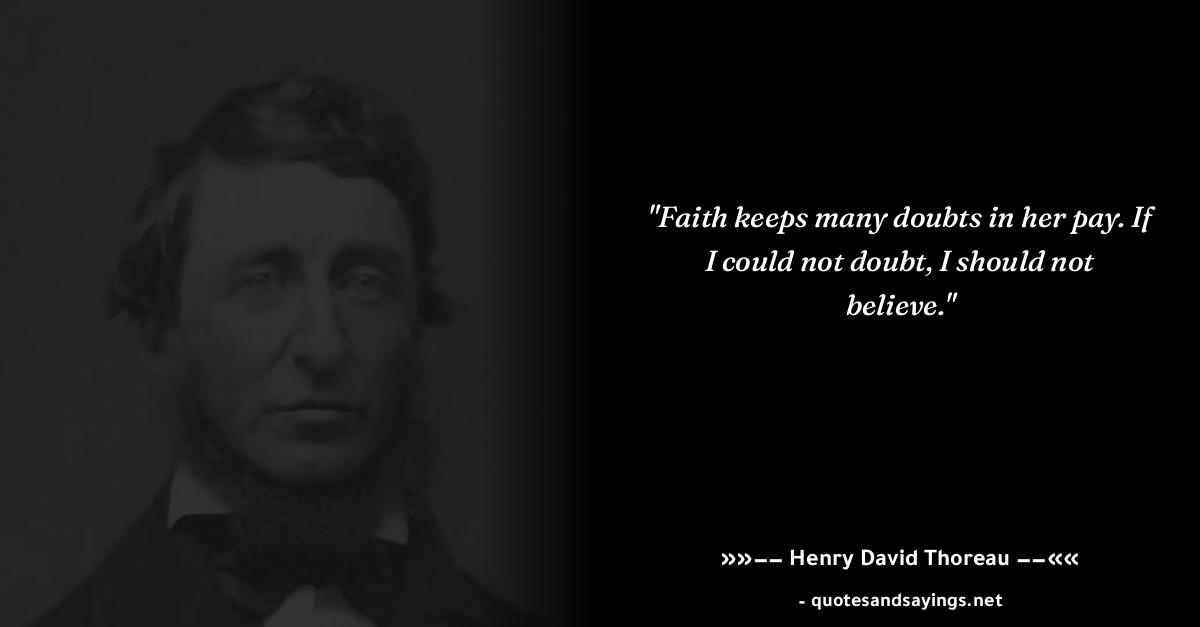 "Faith keeps many doubts in her pay. If
I could not doubt, I should not
believe."
»»−− Henry David Thoreau −−««
- quotesandsayings.net